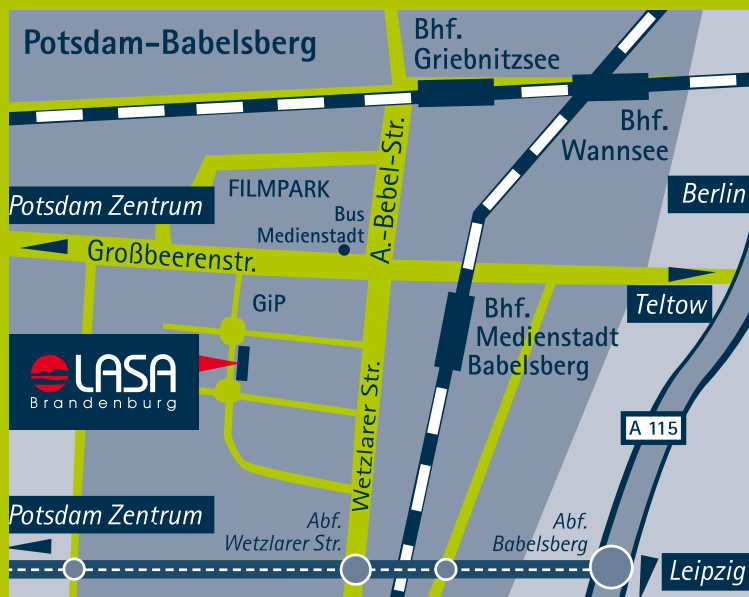 Potsdam-Babelsberg
Bhf.
Griebnitzsee
Bhf.
Wannsee
A.-Bebel-Str.
FILMPARK
Potsdam Zentrum
Berlin
Bus
Medienstadt
Großbeerenstr.
GiP
Teltow
Bhf.
Medienstadt
Babelsberg
LASA
Brandenburg
Wetzlarer Str.
A 115
Potsdam Zentrum
Abf.
Wetzlarer Str.
Abf.
Babelsberg
Leipzig